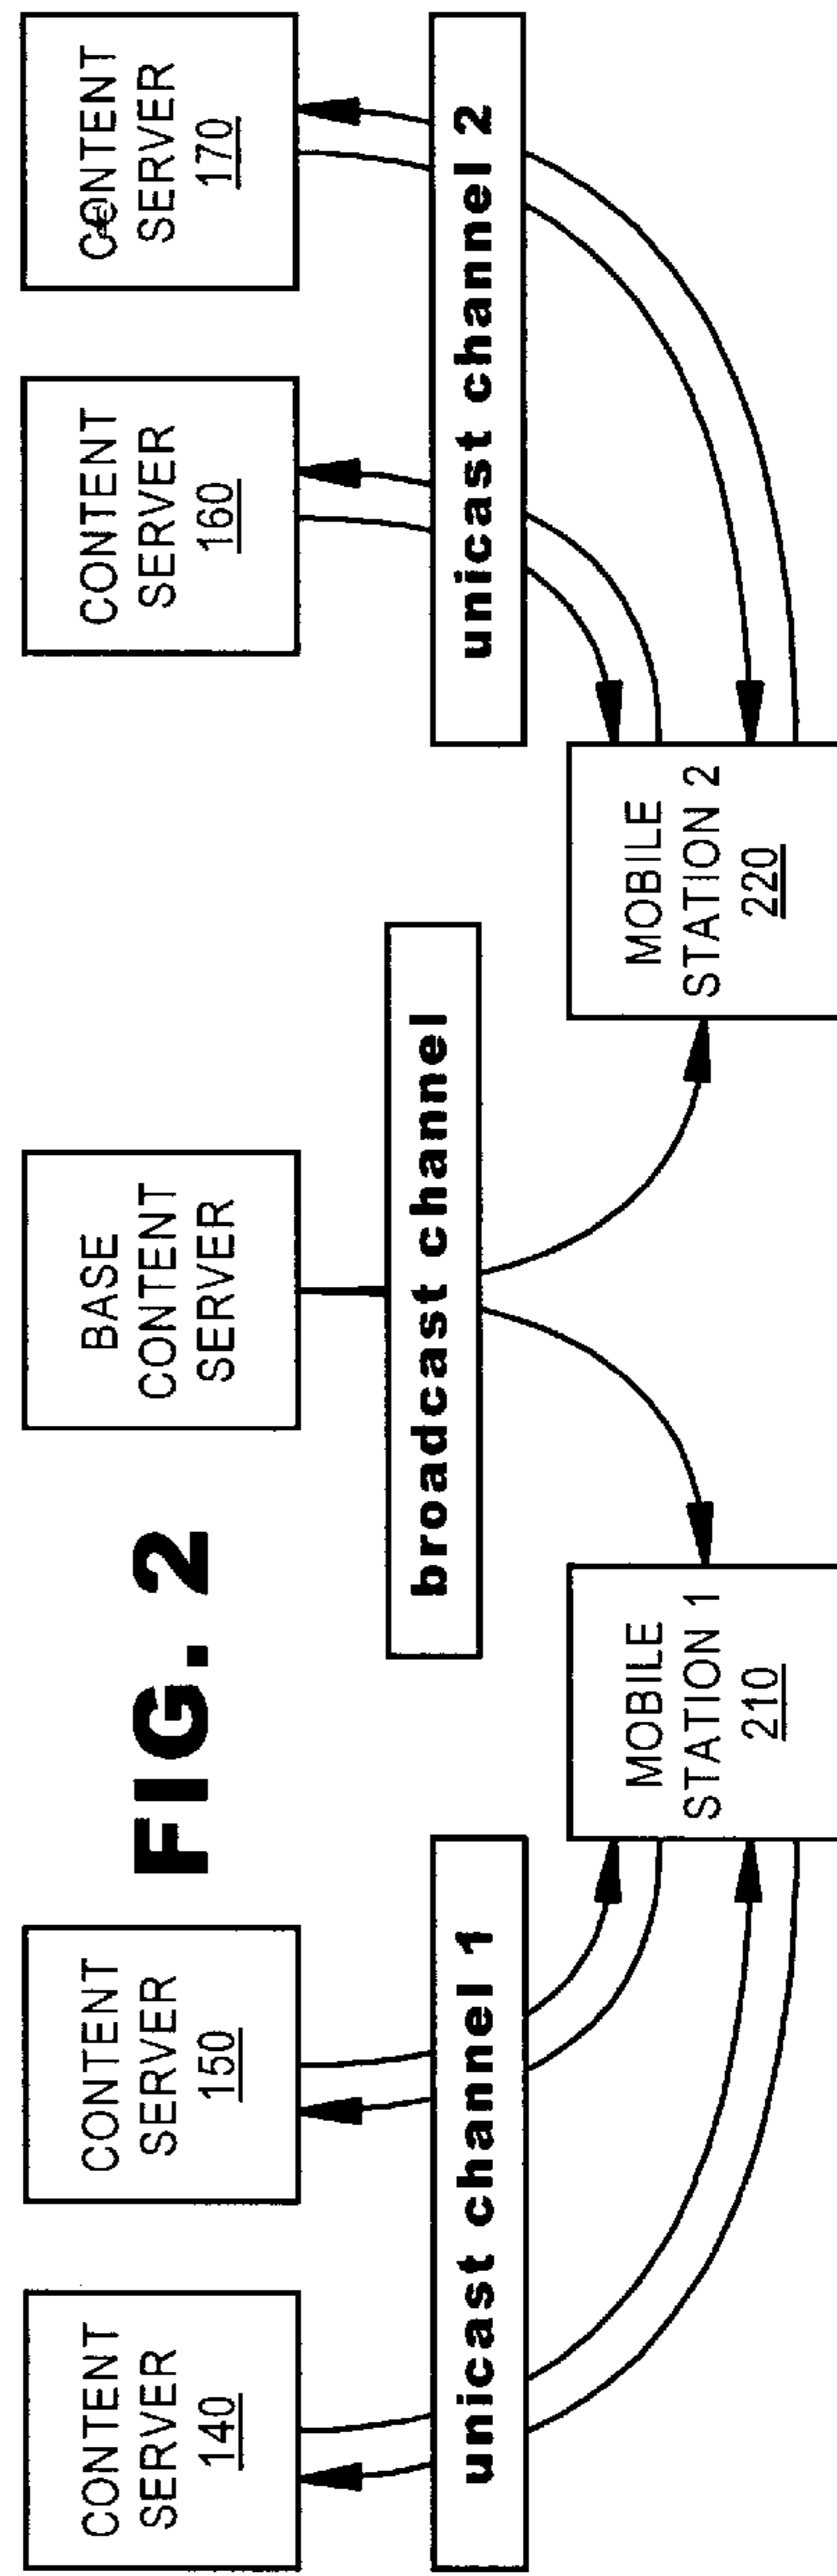 CONTENT
SERVER
140
CONTENT
SERVER
150
FIG. 2
BASE
CONTENT
SERVER
CONTENT
SERVER
160
CONTENT
SERVER
170
unicast channel 1
broadcast channel
unicast channel 2
MOBILE
STATION 1
210
MOBILE
STATION 2
220